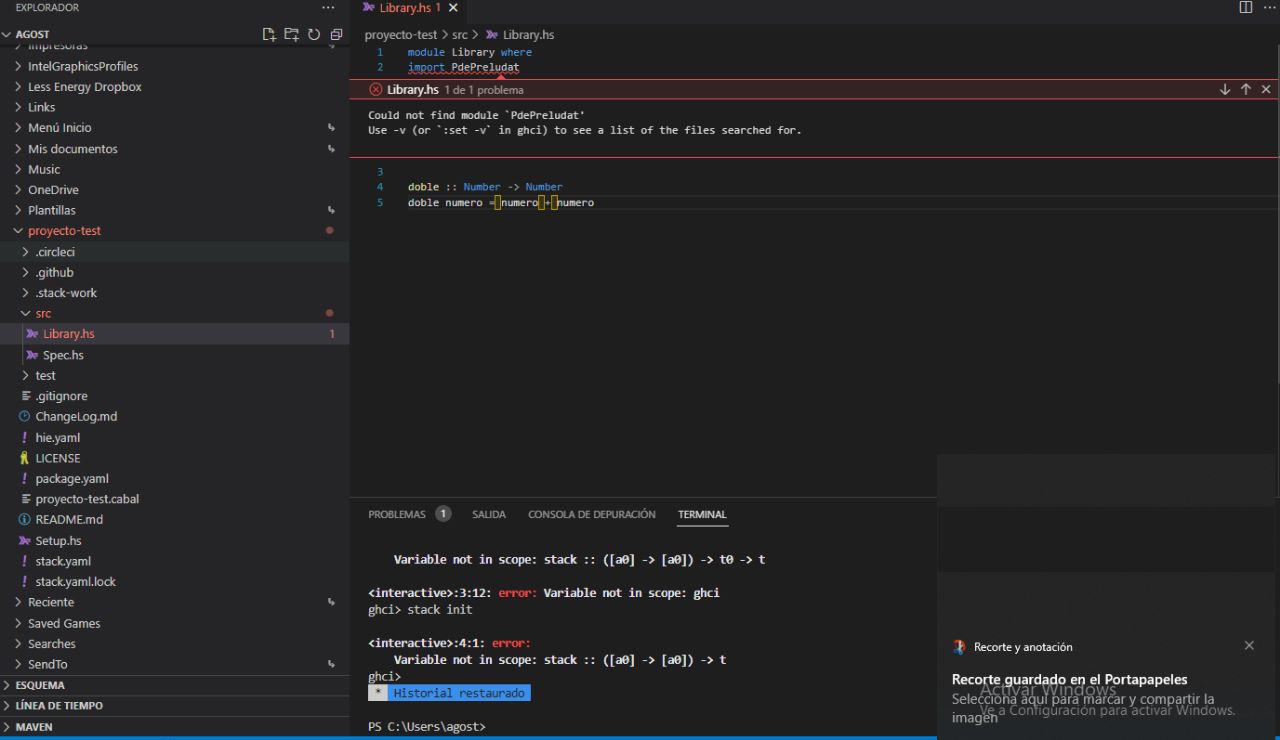 EXPLORADOR
AGOST
Impresoras
IntelGraphicsProfiles
Less Energy Dropbox
Links
Menú Inicio
Mis documentos
Music
OneDrive
Plantillas
proyecto-test
.circleci
.github
.stack-work
src
Library.hs 1
Spec.hs
test
.gitignore
ChangeLog.md
hie.yaml
LICENSE
package.yaml
proyecto-test.cabal
README.md
Setup.hs
stack.yaml
stack.yaml.lock
Reciente
Saved Games
Searches
SendTo
ESQUEMA
LÍNEA DE TIEMPO
MAVEN
Library.hs 1
proyecto-test > src > Library.hs
1 module Library where
2 import PdePreludat
Library.hs 1 de 1 problema
Could not find module `PdePreludat'
Use -v (or `:set -v` in ghci) to see a list of the files searched for.
3
4 doble :: Number -> Number
5 doble numero = numero + numero
PROBLEMAS 1 SALIDA CONSOLA DE DEPURACIÓN TERMINAL
Variable not in scope: stack :: ([a0] -> [a0]) -> t0 -> t
<interactive>:3:12: error: Variable not in scope: ghci
ghci> stack init
<interactive>:4:1: error:
Variable not in scope: stack :: ([a0] -> [a0]) -> t
ghci>
* Historial restaurado
PS C:\Users\agost>
Recorte y anotación
Recorte guardado en el Portapapeles
Selecciona aquí para marcar y compartir la
imagen
Activar Windows
Ve a Configuración para activar Windows.